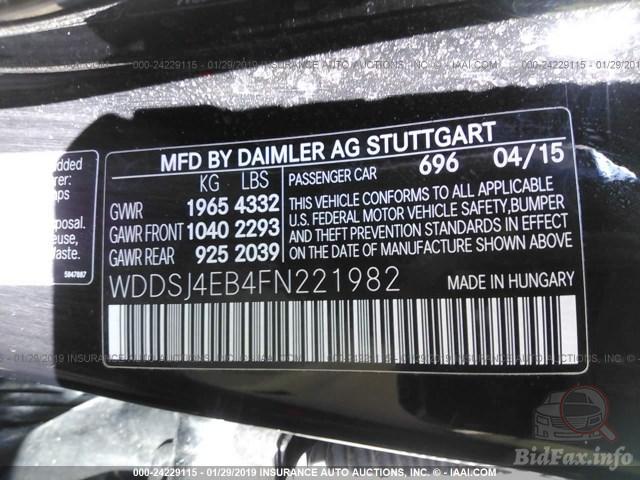 000-24229115 - 01/29/2019 INSURANCE AUTO AUCTIONS, INC. - © IAAI.COM
MFD BY DAIMLER AG STUTTGART
KG LBS
GVWR 1965 4332
GAWR FRONT 1040 2293
GAWR REAR 925 2039
PASSENGER CAR 696 04/15
THIS VEHICLE CONFORMS TO ALL APPLICABLE
U.S. FEDERAL MOTOR VEHICLE SAFETY, BUMPER
AND THEFT PREVENTION STANDARDS IN EFFECT
ON THE DATE OF MANUFACTURE SHOWN ABOVE.
WDDSJ4EB4FN221982
MADE IN HUNGARY
5847887
BidFax.info
000-24229115 - 01/29/2019 INSURANCE AUTO AUCTIONS, INC. - © IAAI.COM